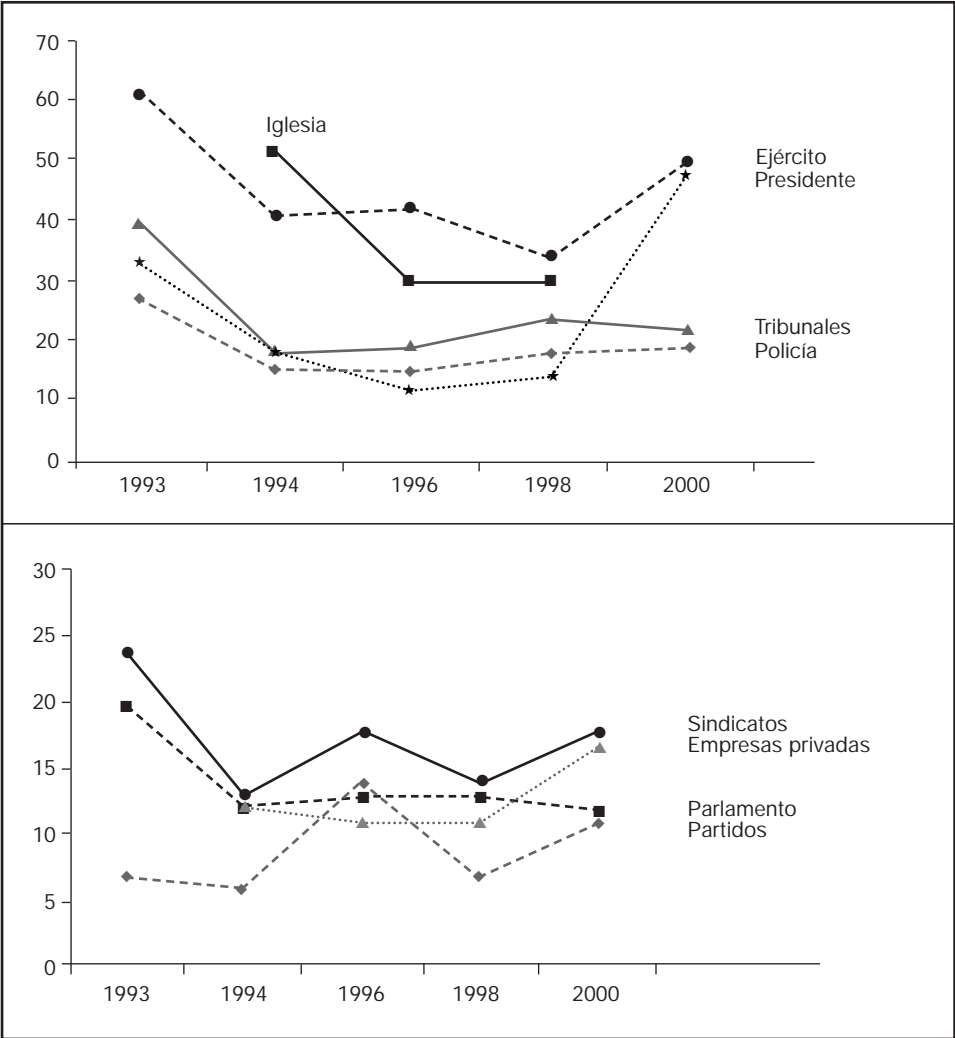 70
60
Iglesia
50
Ejército
Presidente
40
30
20
Tribunales
Policía
10
0
1993 1994 1996 1998 2000
30
25
20
Sindicatos
Empresas privadas
15
Parlamento
Partidos
10
5
0
1993 1994 1996 1998 2000